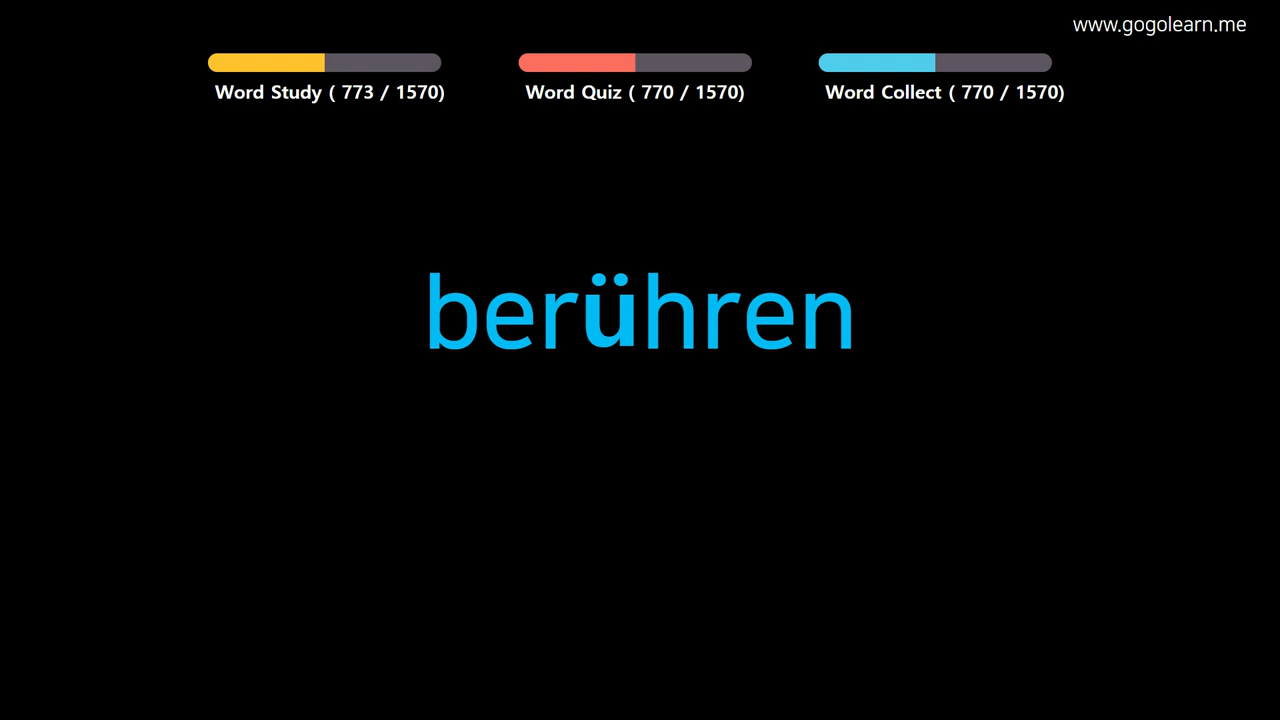 www.gogolearn.me
Word Study ( 773 / 1570)
Word Quiz ( 770 / 1570)
Word Collect ( 770 / 1570)
berühren